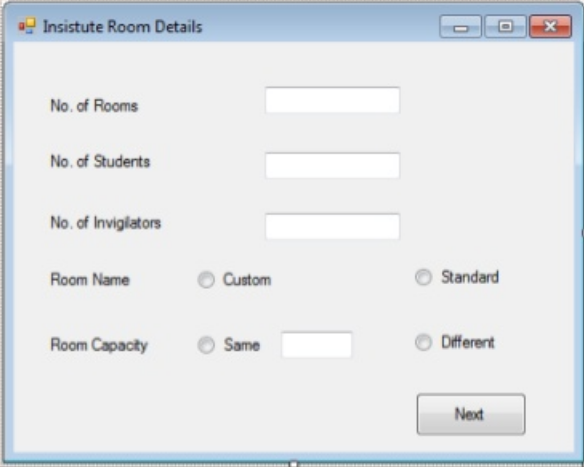 Insistute Room Details
No. of Rooms
No. of Students
No. of Invigilators
Room Name Custom Standard
Room Capacity Same Different
Next